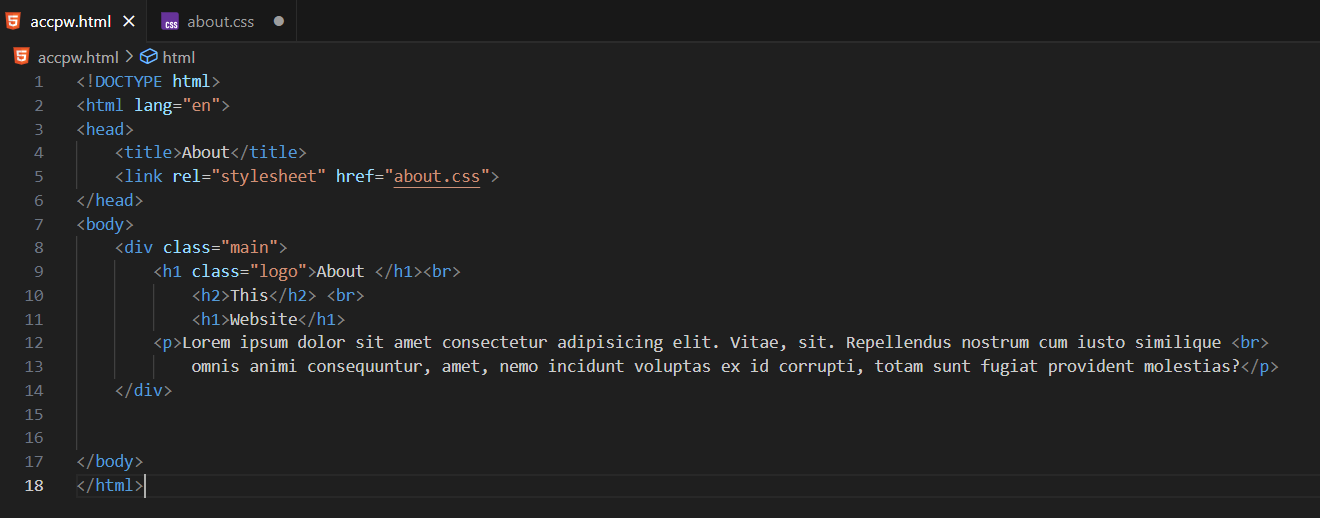 accpw.html × about.css ●
accpw.html > html
1 <!DOCTYPE html>
2 <html lang="en">
3 <head>
4     <title>About</title>
5     <link rel="stylesheet" href="about.css">
6 </head>
7 <body>
8     <div class="main">
9         <h1 class="logo">About </h1><br>
10             <h2>This</h2> <br>
11             <h1>Website</h1>
12         <p>Lorem ipsum dolor sit amet consectetur adipisicing elit. Vitae, sit. Repellendus nostrum cum iusto similique <br>
13             omnis animi consequuntur, amet, nemo incidunt voluptas ex id corrupti, totam sunt fugiat provident molestias?</p>
14     </div>
15
16
17 </body>
18 </html>